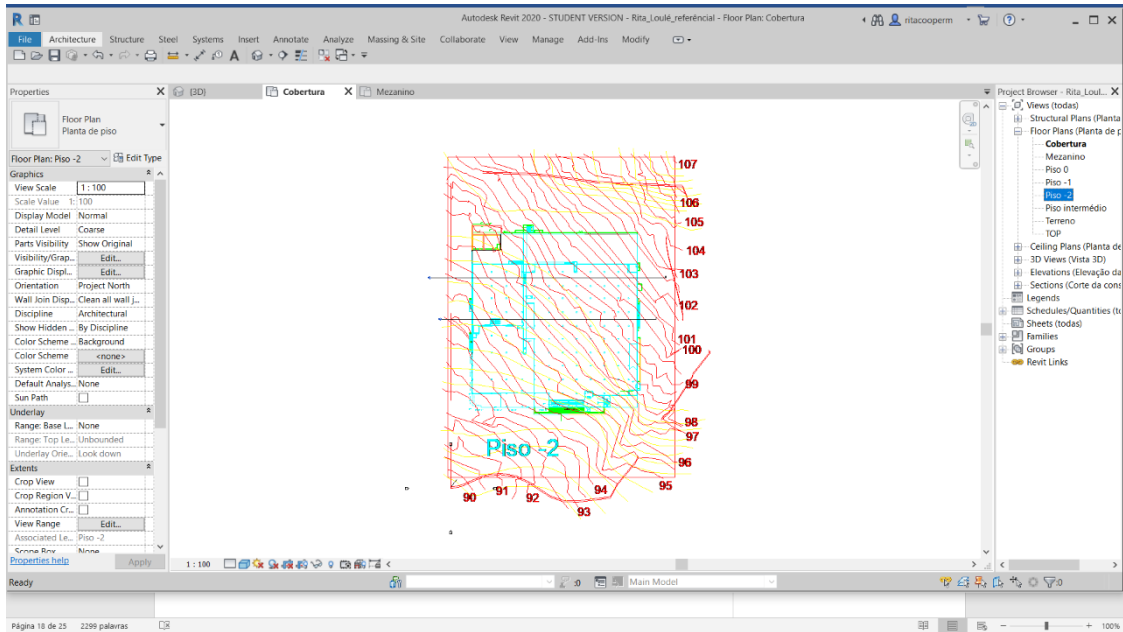 Autodesk Revit 2020 - STUDENT VERSION - Rita_Loulé_referêncial - Floor Plan: Cobertura
ritacooperm
File Architecture Structure Steel Systems Insert Annotate Analyze Massing & Site Collaborate View Manage Add-Ins Modify
Properties
{3D} Cobertura Mezanino
Project Browser - Rita_Loul...
Floor Plan
Planta de piso
Floor Plan: Piso -2 Edit Type
Graphics
View Scale 1 : 100
Scale Value 1: 100
Display Model Normal
Detail Level Coarse
Parts Visibility Show Original
Visibility/Grap... Edit...
Graphic Displ... Edit...
Orientation Project North
Wall Join Disp... Clean all wall j...
Discipline Architectural
Show Hidden ... By Discipline
Color Scheme ... Background
Color Scheme <none>
System Color ... Edit...
Default Analys... None
Sun Path
Underlay
Range: Base L... None
Range: Top Le... Unbounded
Underlay Orie... Look down
Extents
Crop View
Crop Region V...
Annotation Cr...
View Range Edit...
Associated Le... Piso -2
Scope Box None
Properties help Apply
107
106
105
104
103
102
101
100
99
98
97
96
95
94
93
92
91
90
Piso -2
Views (todas)
Structural Plans (Planta
Floor Plans (Planta de p
Cobertura
Mezanino
Piso 0
Piso -1
Piso -2
Piso intermédio
Terreno
TOP
Ceiling Plans (Planta de
3D Views (Vista 3D)
Elevations (Elevação da
Sections (Corte da cons
Legends
Schedules/Quantities (to
Sheets (todas)
Families
Groups
Revit Links
1 : 100
Ready
:0
Main Model
:0
Página 18 de 25 2299 palavras
100%